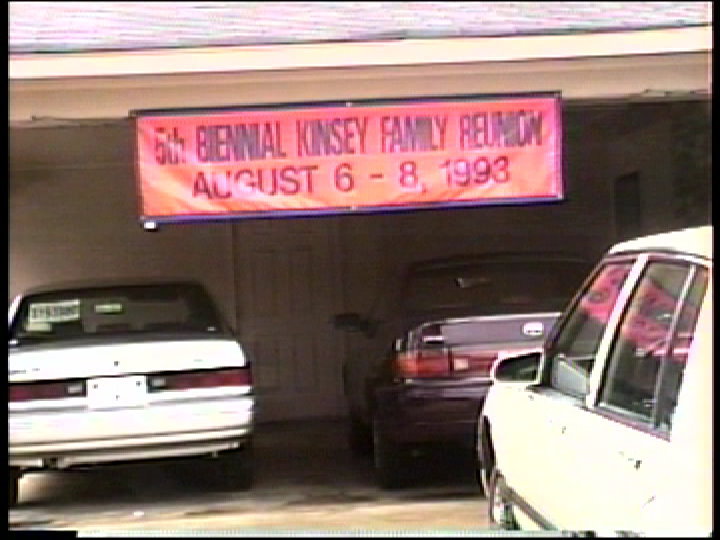 5th BIENNIAL KINSEY FAMILY REUNION
AUGUST 6 - 8, 1993